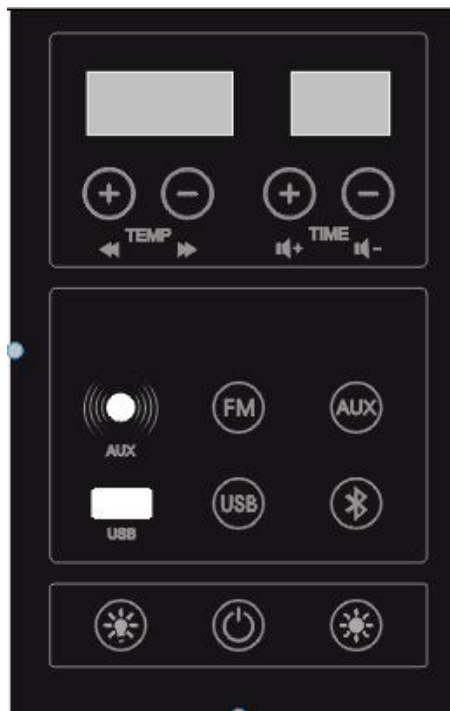 + − + −
TEMP TIME
+ −
FM AUX
AUX
USB
USB